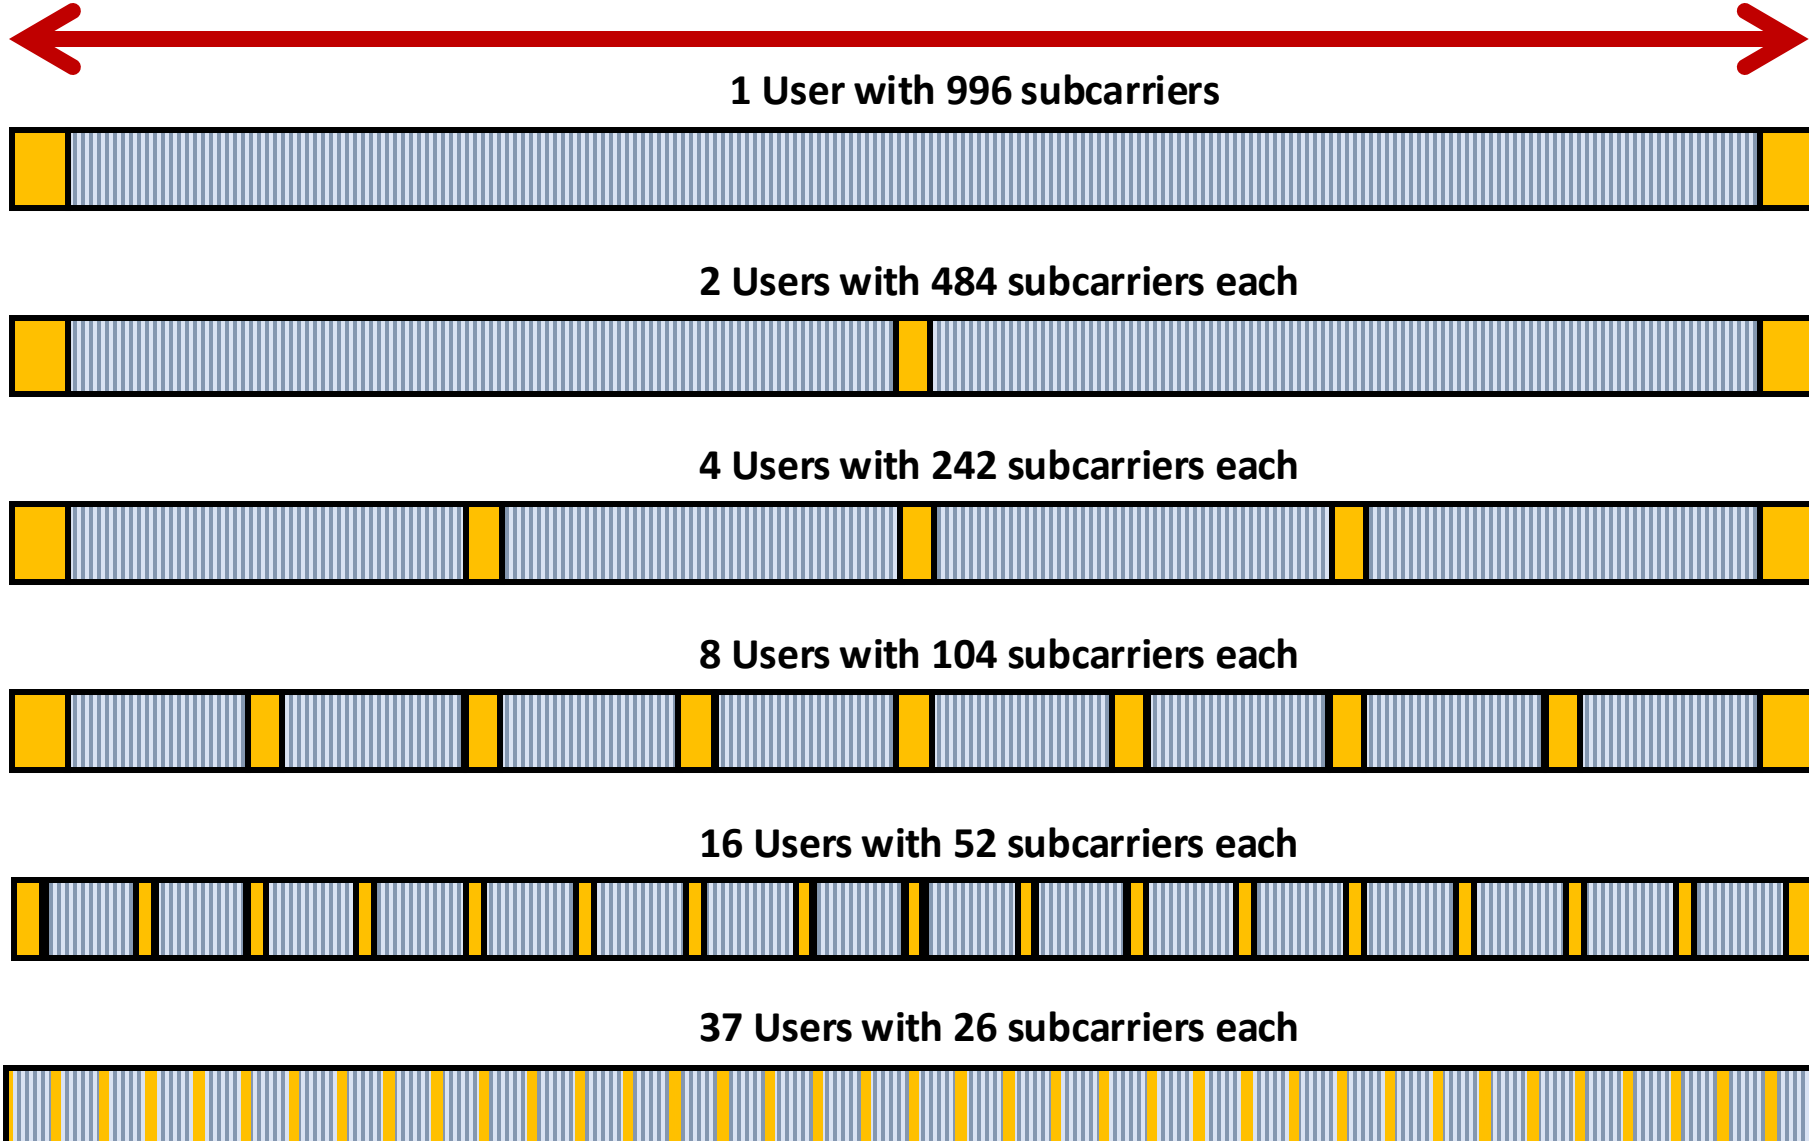 1 User with 996 subcarriers
2 Users with 484 subcarriers each
4 Users with 242 subcarriers each
8 Users with 104 subcarriers each
16 Users with 52 subcarriers each
37 Users with 26 subcarriers each